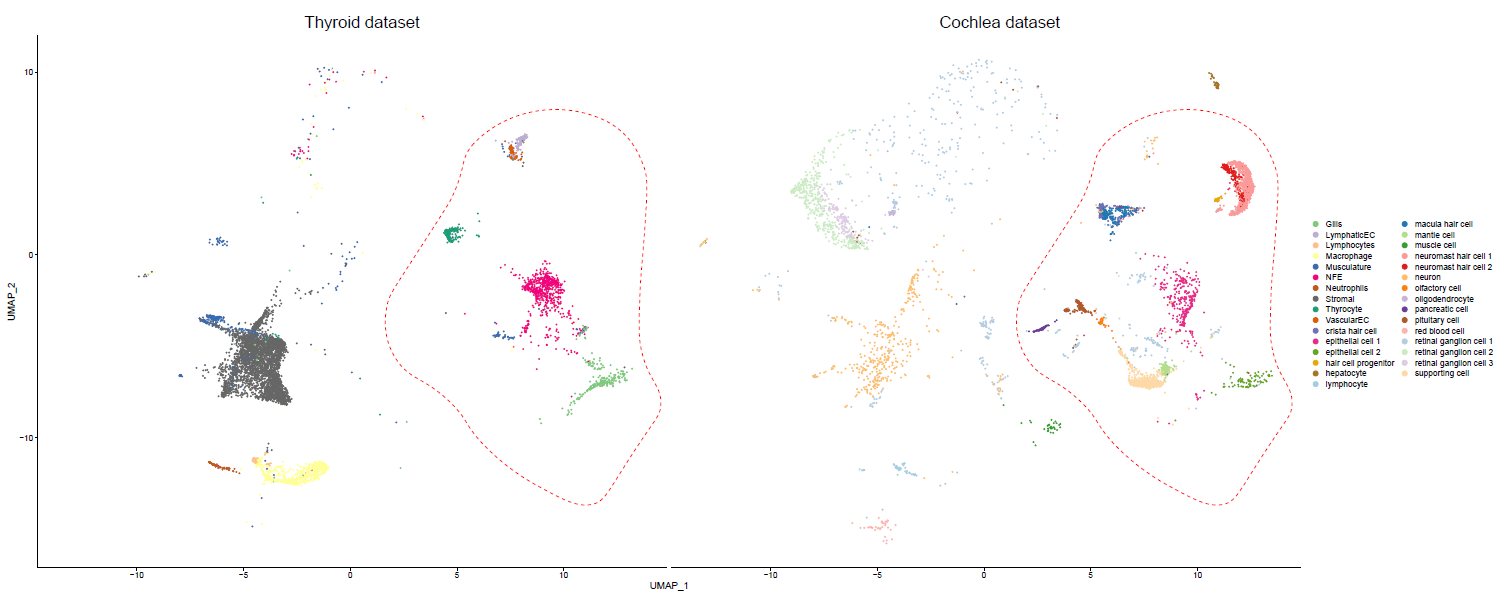 Thyroid dataset
Cochlea dataset
10
0
−10
UMAP_2
−10
−5
0
5
10
−10
−5
0
5
10
UMAP_1
Gills
LymphaticEC
Lymphocytes
Macrophage
Musculature
NFE
Neutrophils
Stromal
Thyrocyte
VascularEC
crista hair cell
epithelial cell 1
epithelial cell 2
hair cell progenitor
hepatocyte
lymphocyte
macula hair cell
mantle cell
muscle cell
neuromast hair cell 1
neuromast hair cell 2
neuron
olfactory cell
oligodendrocyte
pancreatic cell
pituitary cell
red blood cell
retinal ganglion cell 1
retinal ganglion cell 2
retinal ganglion cell 3
supporting cell